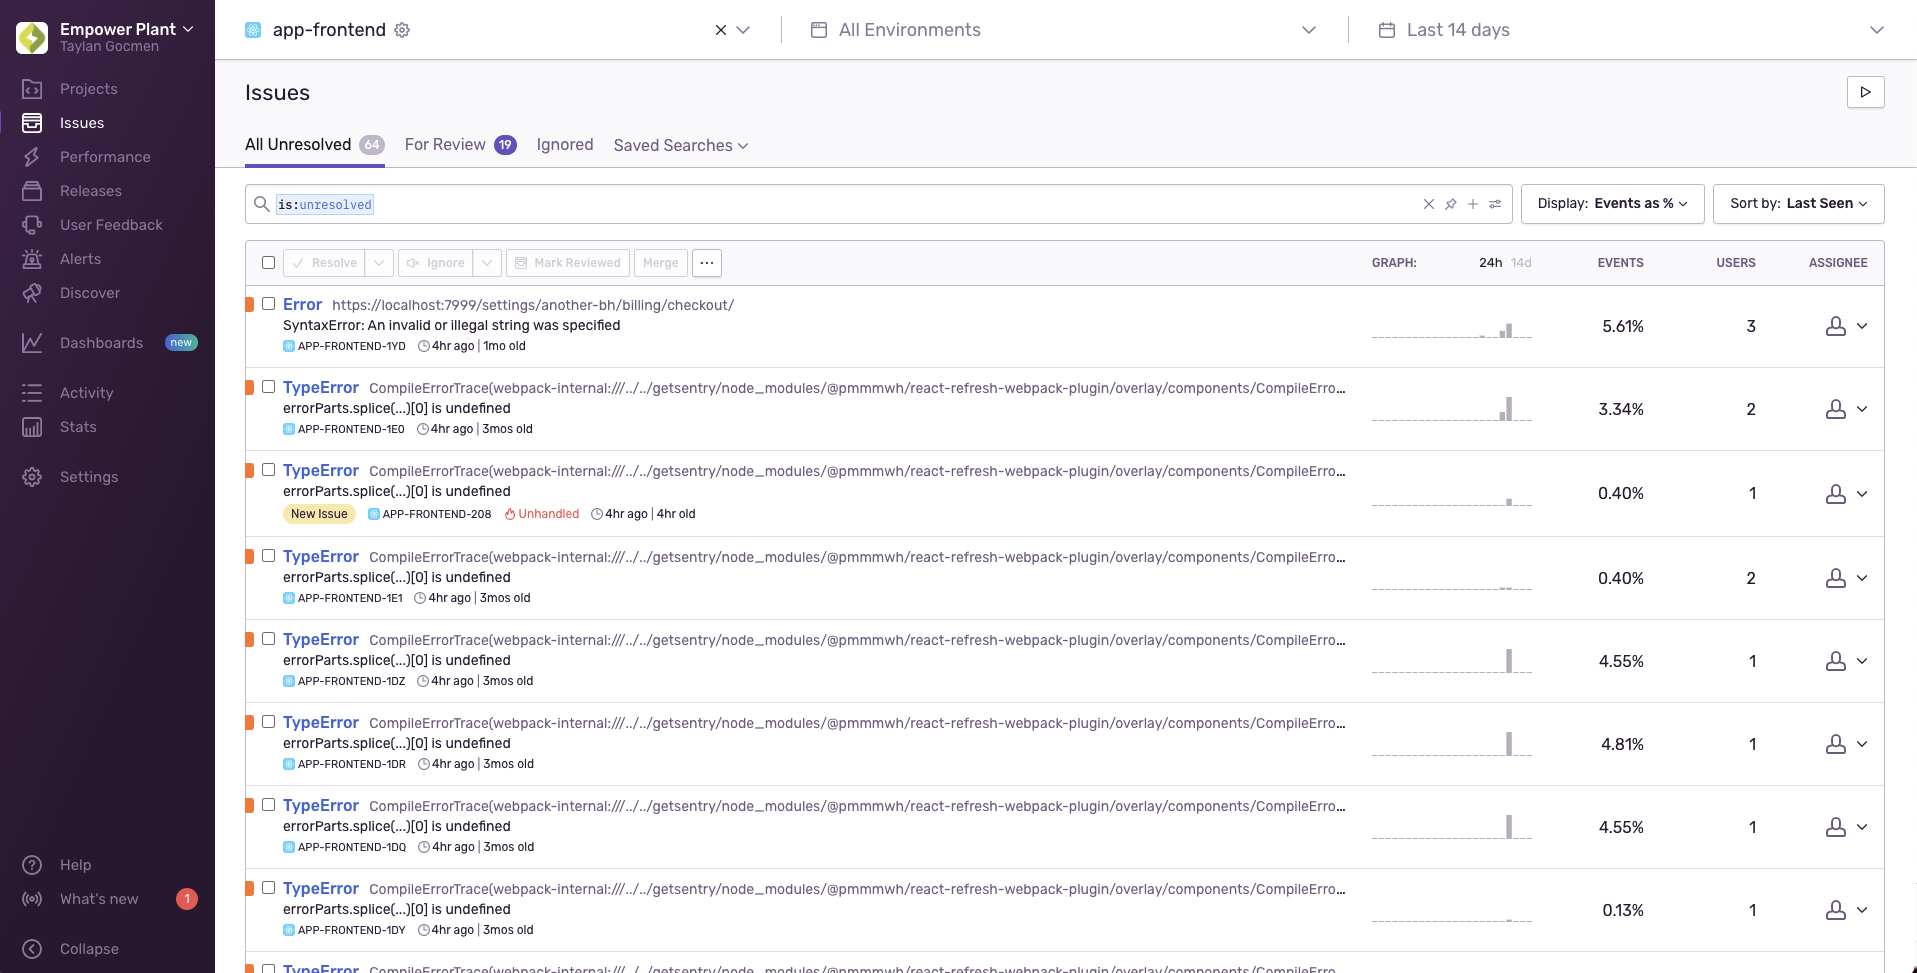 Empower Plant
Taylan Gocmen
Projects
Issues
Performance
Releases
User Feedback
Alerts
Discover
Dashboards new
Activity
Stats
Settings
Help
What's new 1
Collapse
app-frontend
All Environments
Last 14 days
Issues
All Unresolved 64 For Review 19 Ignored Saved Searches
is:unresolved
Display: Events as %
Sort by: Last Seen
Resolve Ignore Mark Reviewed Merge ...
GRAPH: 24h 14d EVENTS USERS ASSIGNEE
Error https://localhost:7999/settings/another-bh/billing/checkout/
SyntaxError: An invalid or illegal string was specified
APP-FRONTEND-1YD 4hr ago | 1mo old
5.61% 3
TypeError CompileErrorTrace(webpack-internal:///../../getsentry/node_modules/@pmmmwh/react-refresh-webpack-plugin/overlay/components/CompileErro...
errorParts.splice(...)[0] is undefined
APP-FRONTEND-1E0 4hr ago | 3mos old
3.34% 2
TypeError CompileErrorTrace(webpack-internal:///../../getsentry/node_modules/@pmmmwh/react-refresh-webpack-plugin/overlay/components/CompileErro...
errorParts.splice(...)[0] is undefined
New Issue APP-FRONTEND-208 Unhandled 4hr ago | 4hr old
0.40% 1
TypeError CompileErrorTrace(webpack-internal:///../../getsentry/node_modules/@pmmmwh/react-refresh-webpack-plugin/overlay/components/CompileErro...
errorParts.splice(...)[0] is undefined
APP-FRONTEND-1E1 4hr ago | 3mos old
0.40% 2
TypeError CompileErrorTrace(webpack-internal:///../../getsentry/node_modules/@pmmmwh/react-refresh-webpack-plugin/overlay/components/CompileErro...
errorParts.splice(...)[0] is undefined
APP-FRONTEND-1DZ 4hr ago | 3mos old
4.55% 1
TypeError CompileErrorTrace(webpack-internal:///../../getsentry/node_modules/@pmmmwh/react-refresh-webpack-plugin/overlay/components/CompileErro...
errorParts.splice(...)[0] is undefined
APP-FRONTEND-1DR 4hr ago | 3mos old
4.81% 1
TypeError CompileErrorTrace(webpack-internal:///../../getsentry/node_modules/@pmmmwh/react-refresh-webpack-plugin/overlay/components/CompileErro...
errorParts.splice(...)[0] is undefined
APP-FRONTEND-1DQ 4hr ago | 3mos old
4.55% 1
TypeError CompileErrorTrace(webpack-internal:///../../getsentry/node_modules/@pmmmwh/react-refresh-webpack-plugin/overlay/components/CompileErro...
errorParts.splice(...)[0] is undefined
APP-FRONTEND-1DY 4hr ago | 3mos old
0.13% 1
TypeError CompileErrorTrace(webpack-internal:///../../getsentry/node_modules/@pmmmwh/react-refresh-webpack-plugin/overlay/components/CompileErro